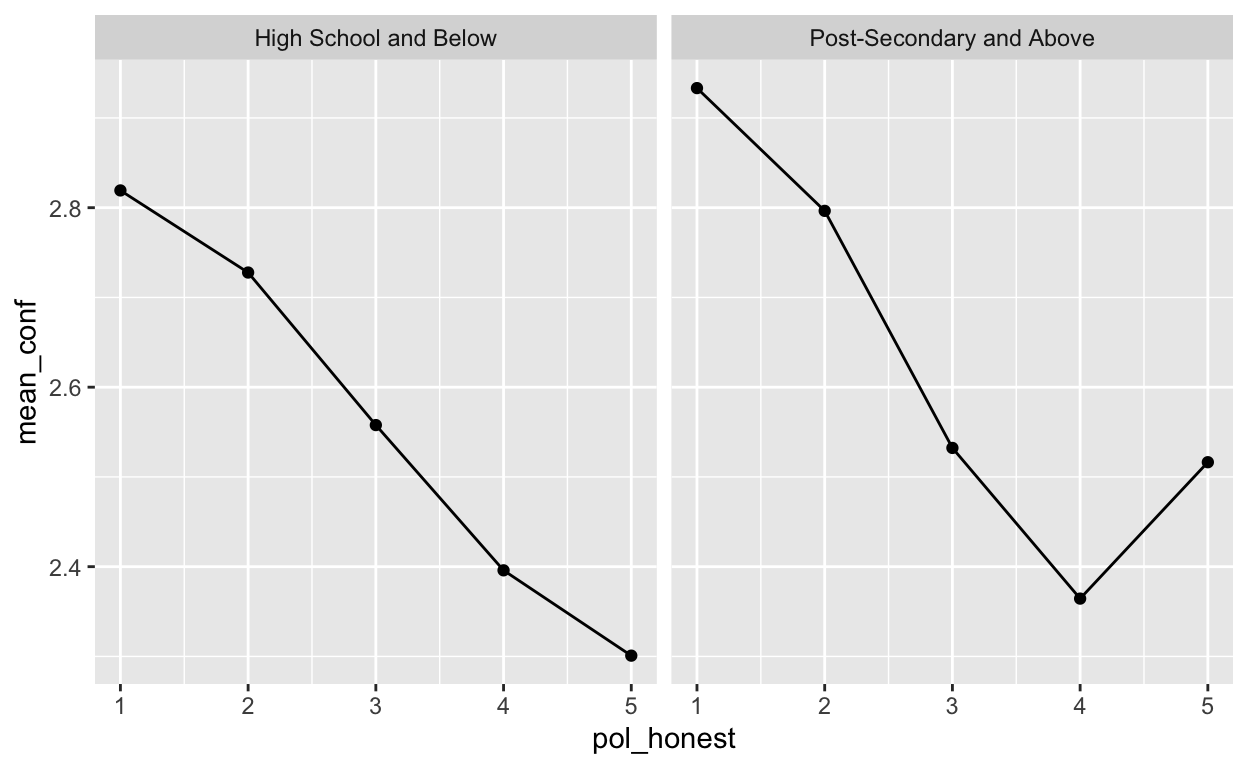 High School and Below
Post-Secondary and Above
mean_conf
2.8
2.6
2.4
1 2 3 4 5
1 2 3 4 5
pol_honest